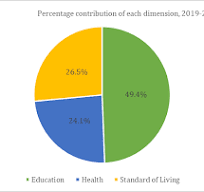 Percentage contribution of each dimension, 2019-2
26.5%
49.4%
24.1%
Education Health Standard of Living